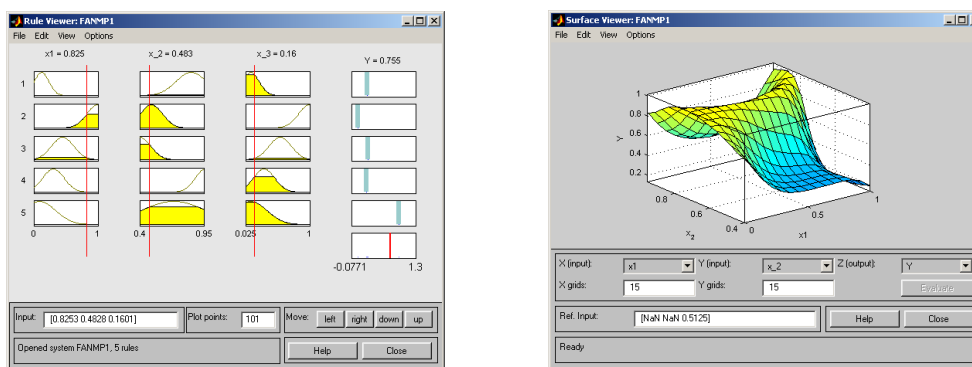 Rule Viewer: FANMP1
File Edit View Options
x1 = 0.825 x_2 = 0.483 x_3 = 0.16 Y = 0.755
1
2
3
4
5
0 1 0.4 0.95 0.025 1
-0.0771 1.3
Input: [0.8253 0.4828 0.1601] Plot points: 101 Move: left right down up
Opened system FANMP1, 5 rules Help Close
Surface Viewer: FANMP1
File Edit View Options
1
0.8
0.6
0.4
0.2
Y
0.8
0.6
0.4
x2
0 0.5 1
x1
X (input): x1 Y (input): x_2 Z (output): Y
X grids: 15 Y grids: 15 Evaluate
Ref. Input: [NaN NaN 0.5125] Help Close
Ready